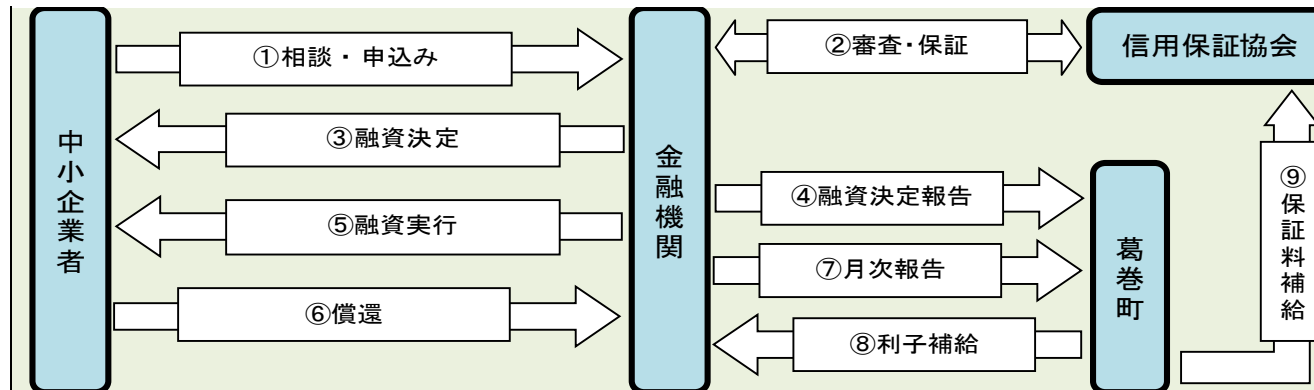 中小企業者
①相談・申込み
③融資決定
⑤融資実行
⑥償還
金融機関
②審査・保証
信用保証協会
④融資決定報告
⑦月次報告
⑧利子補給
葛巻町
⑨保証料補給